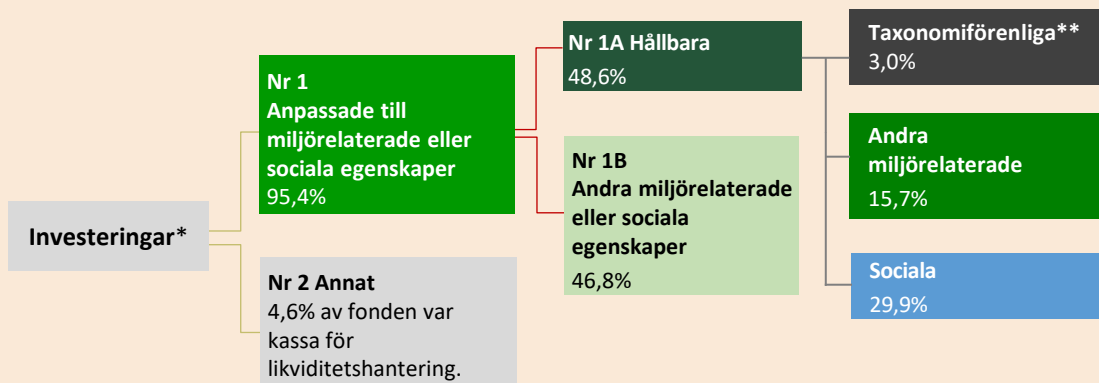 Investeringar*
Nr 1
Anpassade till
miljörelaterade eller
sociala egenskaper
95,4%
Nr 2 Annat
4,6% av fonden var
kassa för
likviditetshantering.
Nr 1A Hållbara
48,6%
Nr 1B
Andra miljörelaterade
eller sociala
egenskaper
46,8%
Taxonomiförenliga**
3,0%
Andra
miljörelaterade
15,7%
Sociala
29,9%